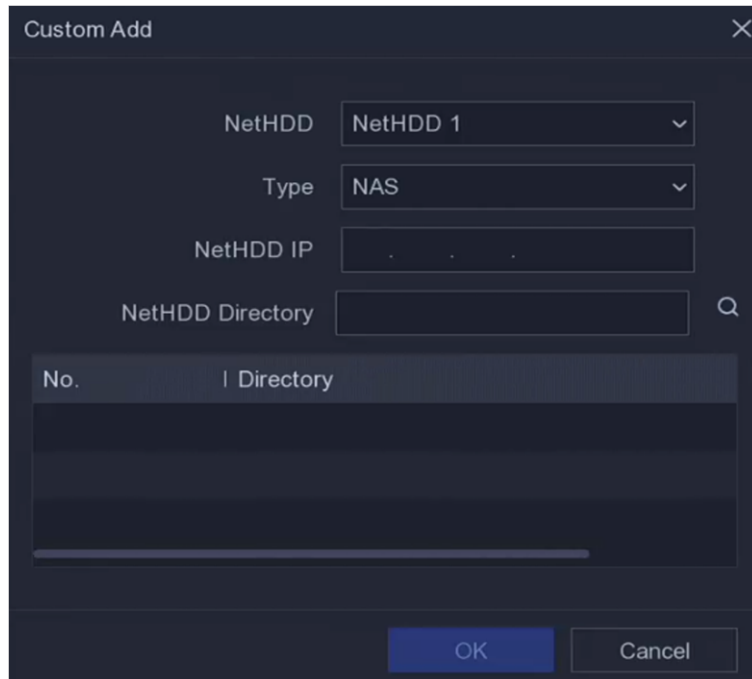 Custom Add
NetHDD NetHDD 1
Type NAS
NetHDD IP . . .
NetHDD Directory
No. | Directory
OK Cancel